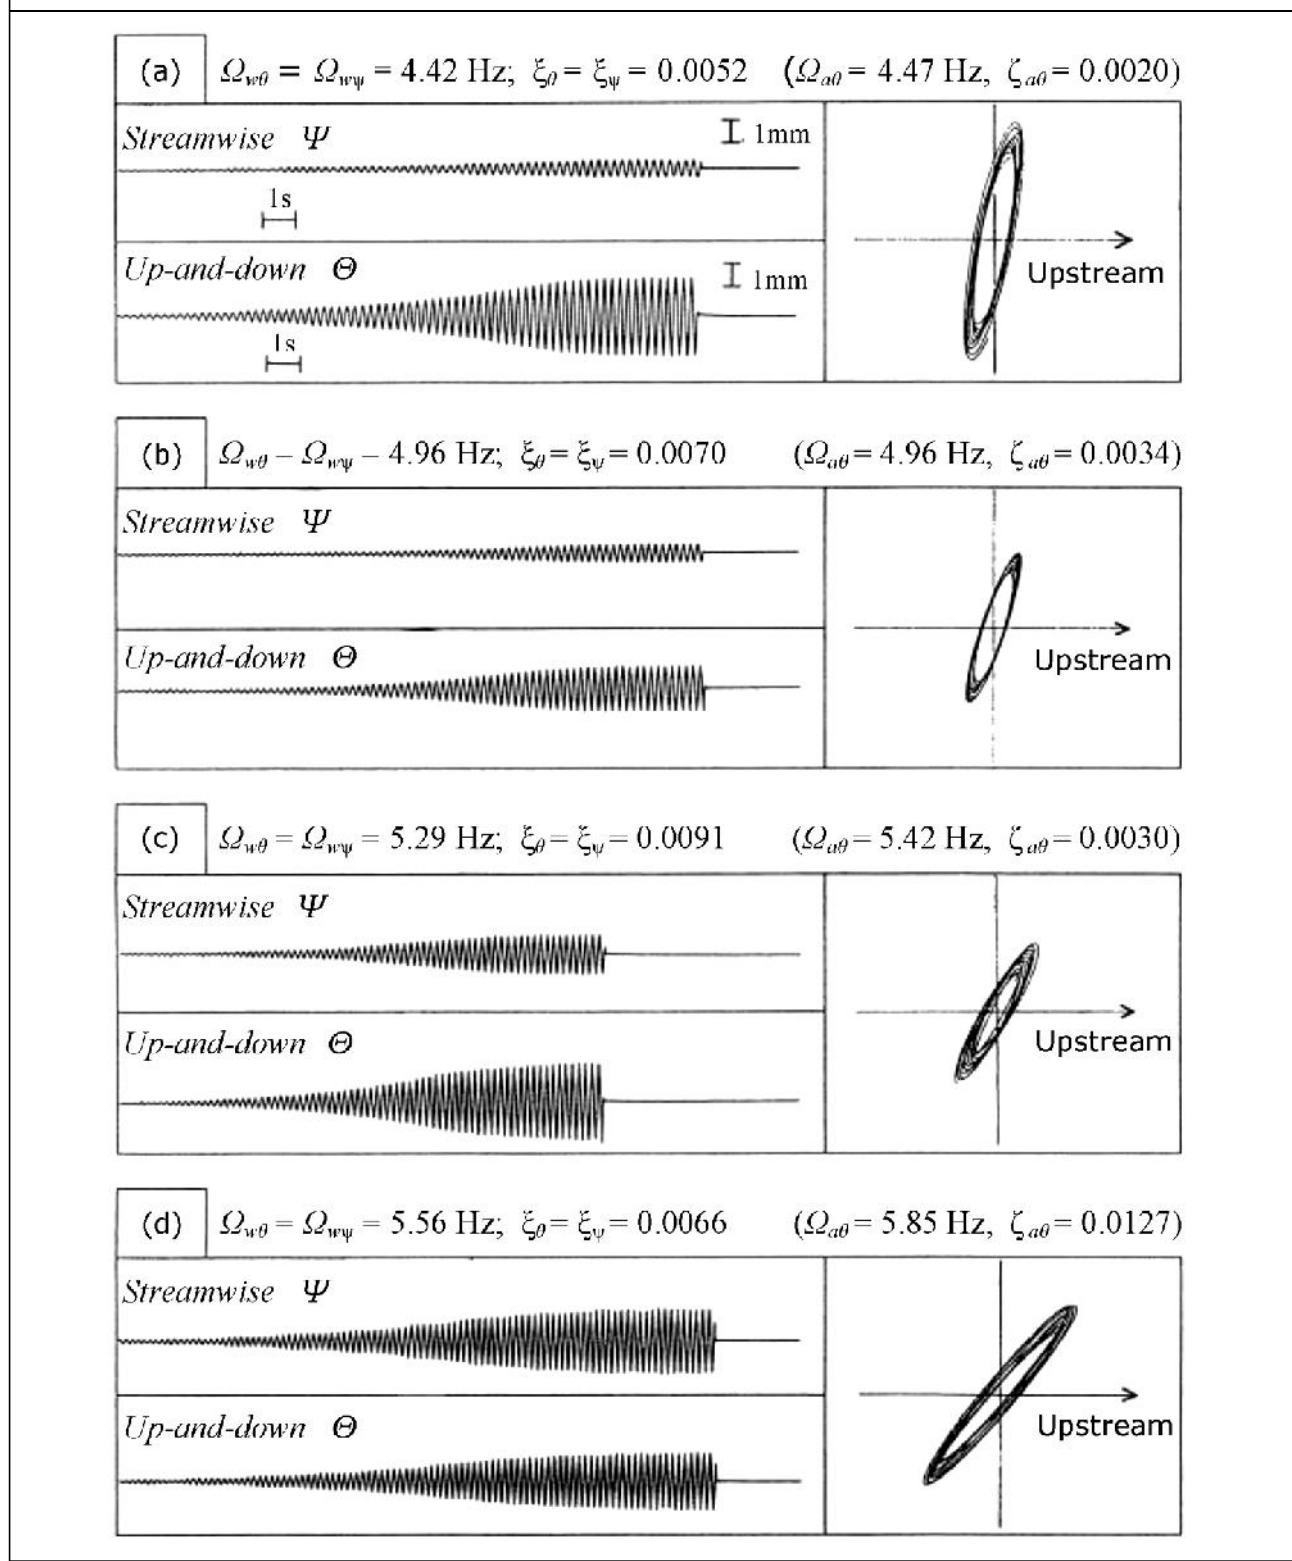 (a) Ωwθ = Ωwψ = 4.42 Hz; ξθ = ξψ = 0.0052 (Ωaθ = 4.47 Hz, ζaθ = 0.0020)
Streamwise Ψ
1mm
1s
Up-and-down Θ
1mm
1s
Upstream
(b) Ωwθ – Ωwψ – 4.96 Hz; ξθ = ξψ = 0.0070 (Ωaθ = 4.96 Hz, ζaθ = 0.0034)
Streamwise Ψ
Up-and-down Θ
Upstream
(c) Ωwθ = Ωwψ = 5.29 Hz; ξθ = ξψ = 0.0091 (Ωaθ = 5.42 Hz, ζaθ = 0.0030)
Streamwise Ψ
Up-and-down Θ
Upstream
(d) Ωwθ = Ωwψ = 5.56 Hz; ξθ = ξψ = 0.0066 (Ωaθ = 5.85 Hz, ζaθ = 0.0127)
Streamwise Ψ
Up-and-down Θ
Upstream